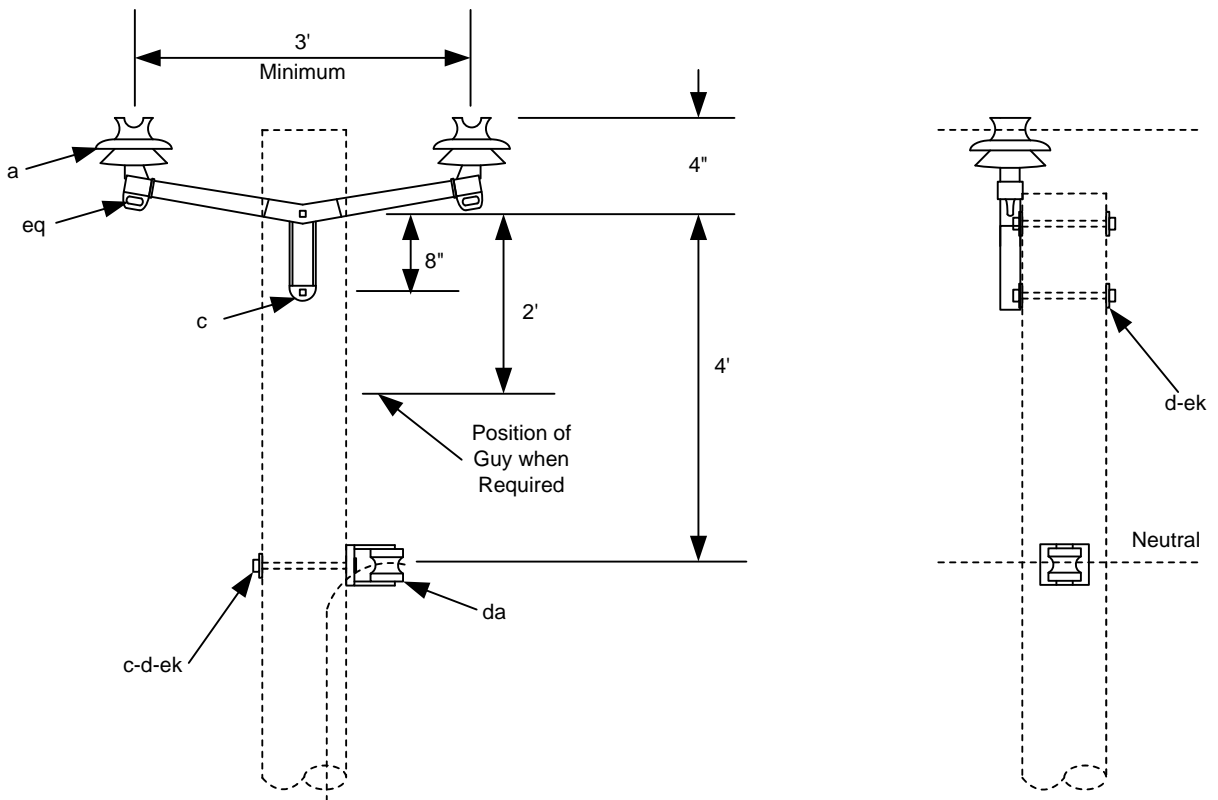 3'
Minimum
4"
a
eq
8"
c
2'
4'
d-ek
Position of
Guy when
Required
Neutral
da
c-d-ek